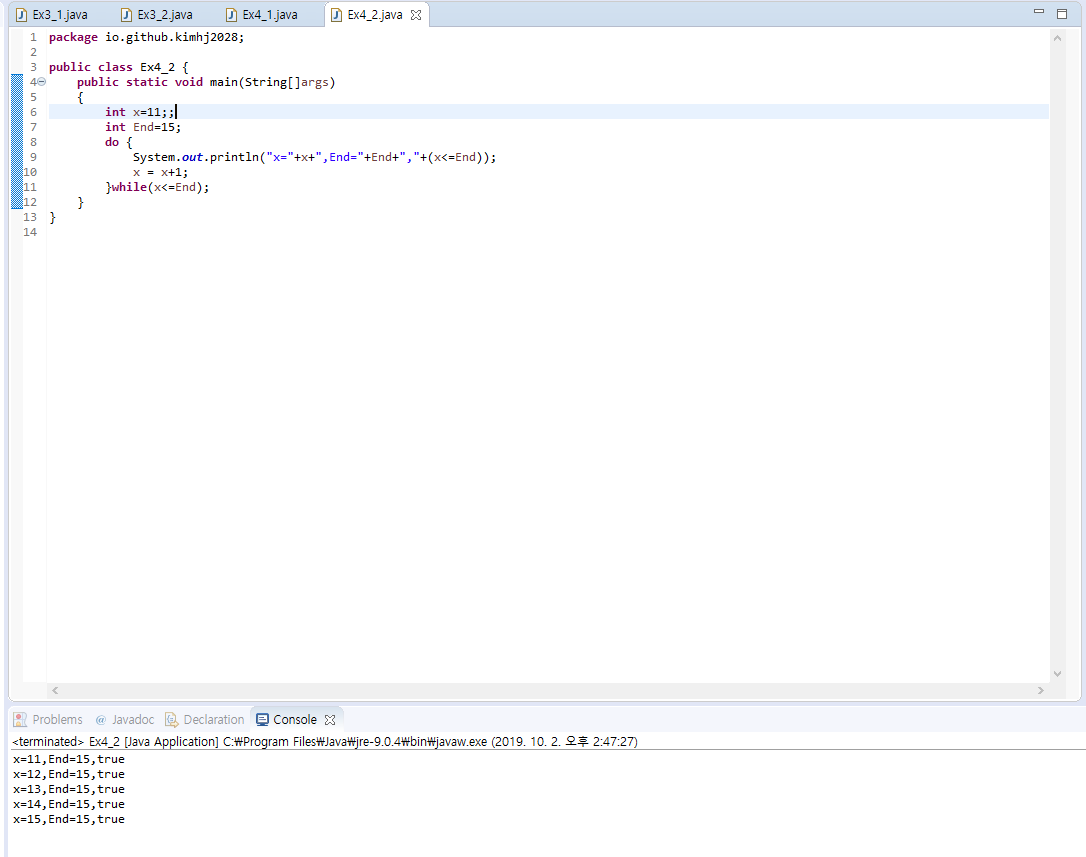 Ex3_1.java Ex3_2.java Ex4_1.java Ex4_2.java
1 package io.github.kimhj2028;
2
3 public class Ex4_2 {
4 public static void main(String[]args)
5 {
6 int x=11;;
7 int End=15;
8 do {
9 System.out.println("x="+x+",End="+End+","+(x<=End));
10 x = x+1;
11 }while(x<=End);
12 }
13 }
14
Problems @ Javadoc Declaration Console
<terminated> Ex4_2 [Java Application] C:₩Program Files₩Java₩jre-9.0.4₩bin₩javaw.exe (2019. 10. 2. 오후 2:47:27)
x=11,End=15,true
x=12,End=15,true
x=13,End=15,true
x=14,End=15,true
x=15,End=15,true